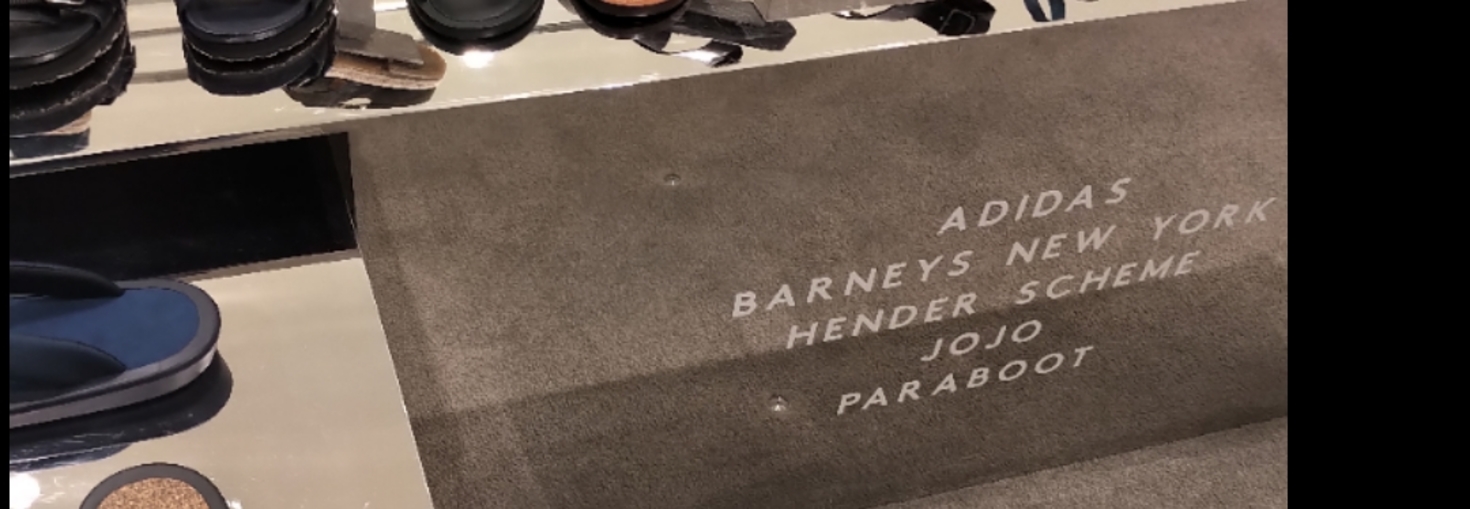 ADIDAS
BARNEYS NEW YORK
HENDER SCHEME
JOJO
PARABOOT